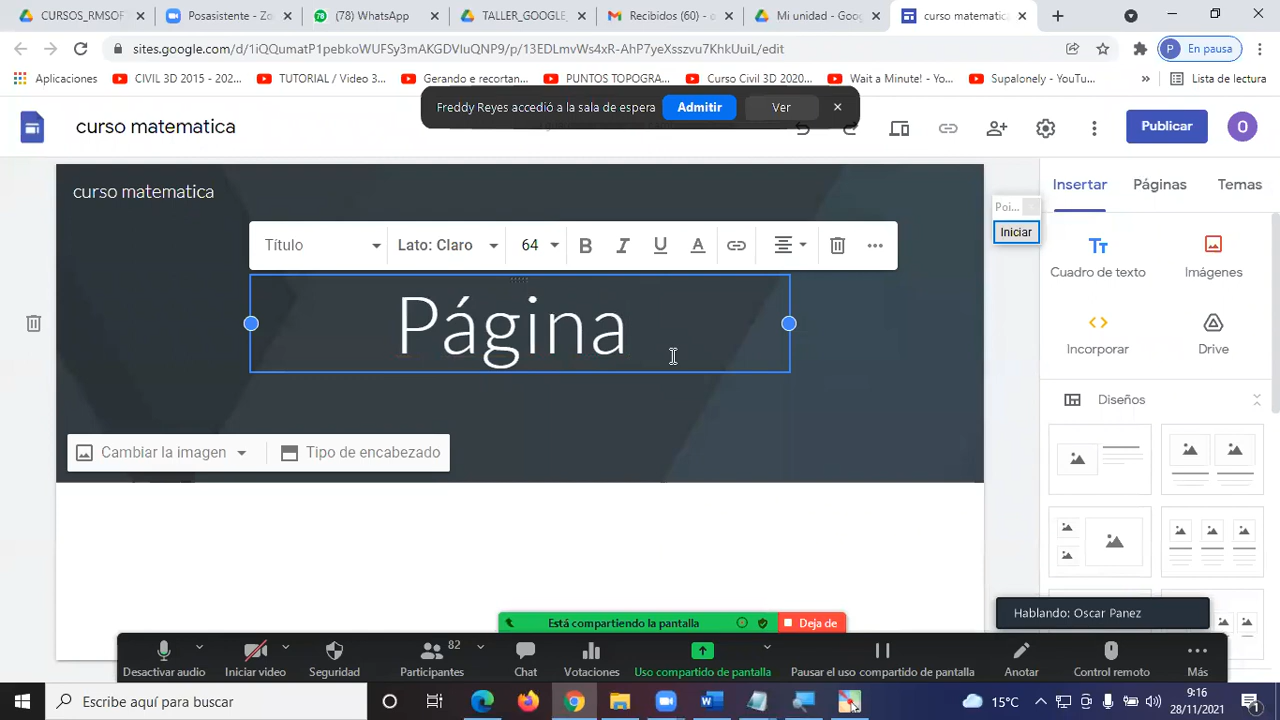 CURSOS_RMSOF
Posasistente - Zo
(78) WhatsApp
TALLER_GOOGLE_
Recibidos (60) - o
Mi unidad - Goog
curso matematica
sites.google.com/d/1iQQumatP1pebkoWUFSy3mAKGDVIuQNP9/p/13EDLmvWs4xR-AhP7yeXsszvu7KhkUuiL/edit
P En pausa
Aplicaciones
CIVIL 3D 2015 - 202...
TUTORIAL / Video 3...
Gerando e recortan...
PUNTOS TOPOGRA...
Curso Civil 3D 2020...
Wait a Minute! - Yo...
Supalonely - YouTu...
»
Lista de lectura
Freddy Reyes accedió a la sala de espera
Admitir
Ver
curso matematica
Publicar
O
curso matematica
Insertar
Páginas
Temas
Poi...
Iniciar
Título
Lato: Claro
64
B I U A
Página
Cuadro de texto
Imágenes
Incorporar
Drive
Diseños
Cambiar la imagen
Tipo de encabezado
Hablando: Oscar Panez
Está compartiendo la pantalla
Deja de
Desactivar audio
Iniciar video
Seguridad
82
Participantes
Chat
Votaciones
Uso compartido de pantalla
Pausar el uso compartido de pantalla
Anotar
Control remoto
Más
Escribe aquí para buscar
15°C
9:16
28/11/2021